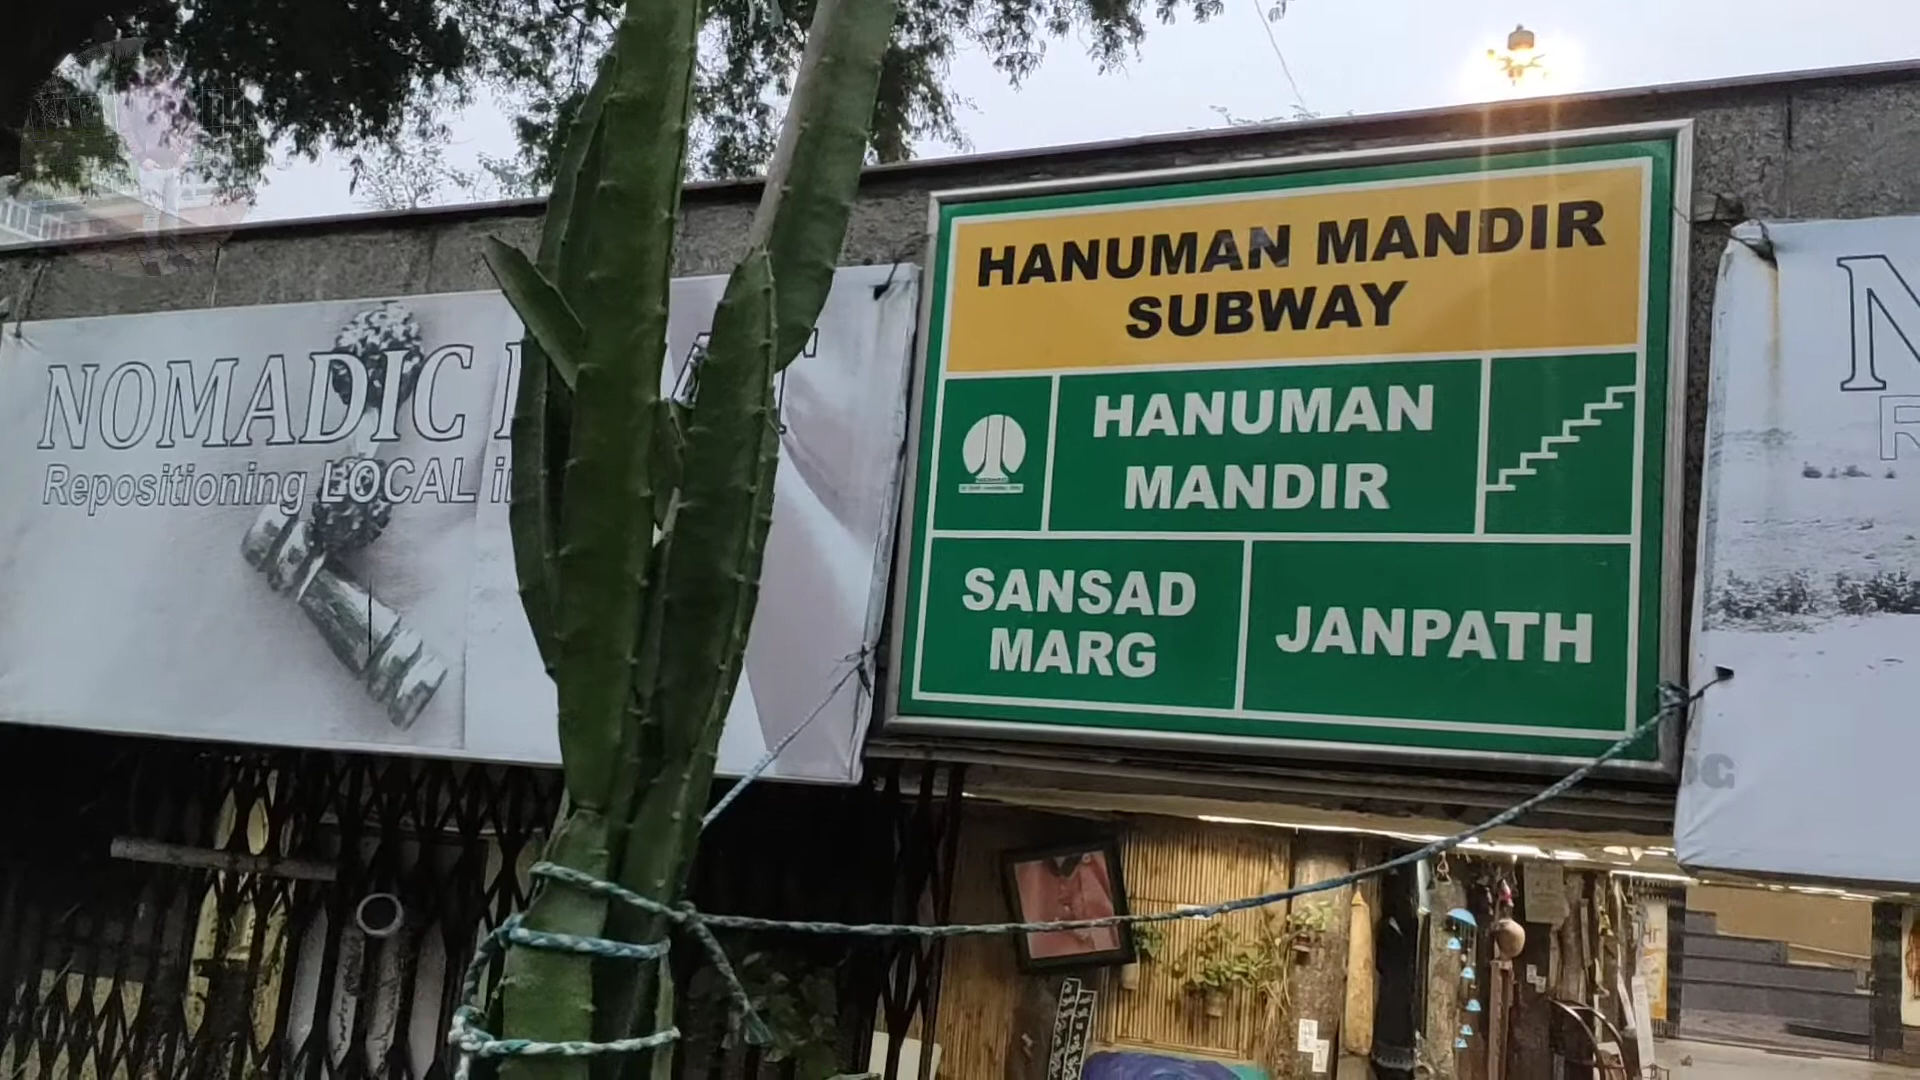 NOMADIC
Repositioning LOCAL
HANUMAN MANDIR
SUBWAY
HANUMAN
MANDIR
SANSAD
MARG
JANPATH